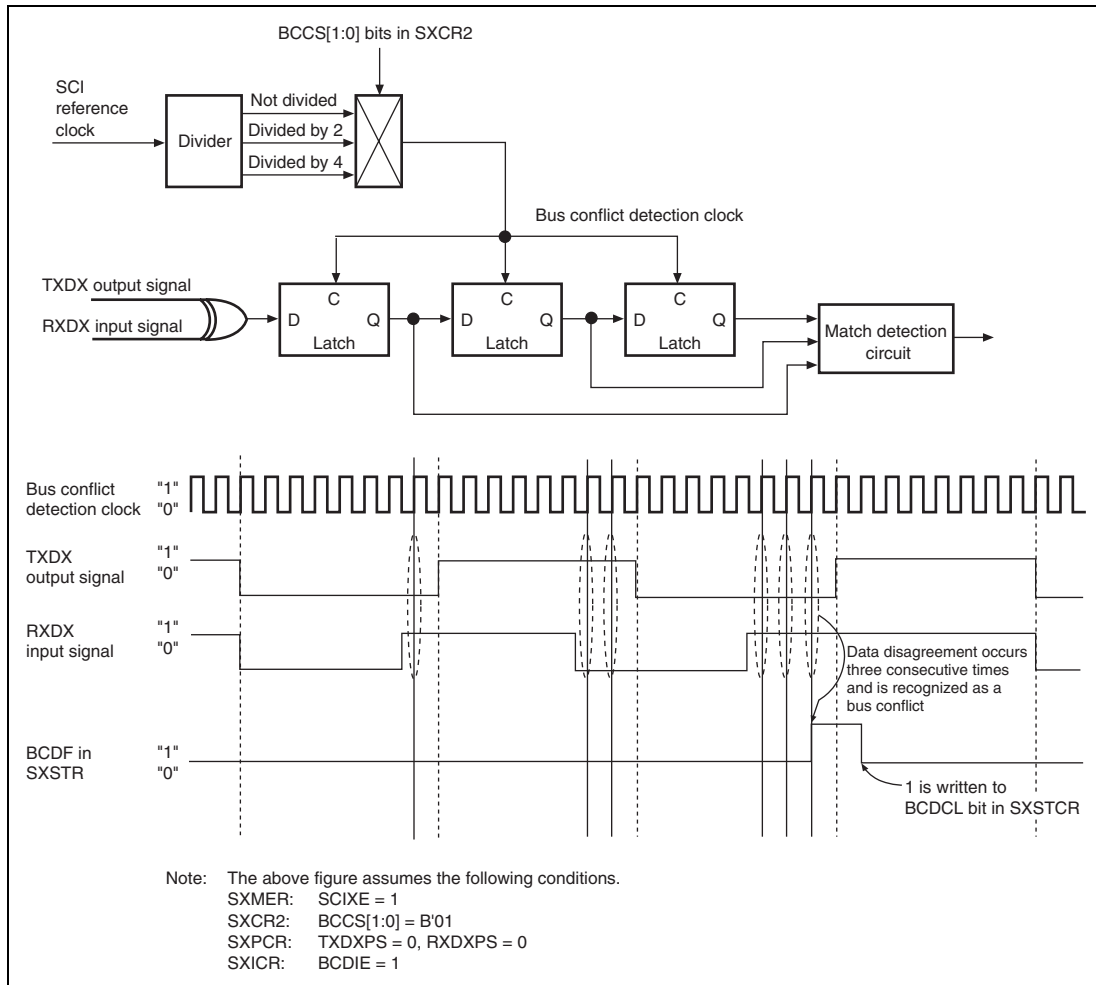 BCCS[1:0] bits in SXCR2
SCI
reference
clock
Divider
Not divided
Divided by 2
Divided by 4
Bus conflict detection clock
TXDX output signal
RXDX input signal
C
D
Q
Latch
C
D
Q
Latch
C
D
Q
Latch
Match detection
circuit
Bus conflict
detection clock
"1"
"0"
TXDX
output signal
"1"
"0"
RXDX
input signal
"1"
"0"
Data disagreement occurs
three consecutive times
and is recognized as a
bus conflict
BCDF in
SXSTR
"1"
"0"
1 is written to
BCDCL bit in SXSTCR
Note: The above figure assumes the following conditions.
SXMER: SCIXE = 1
SXCR2: BCCS[1:0] = B'01
SXPCR: TXDXPS = 0, RXDXPS = 0
SXICR: BCDIE = 1